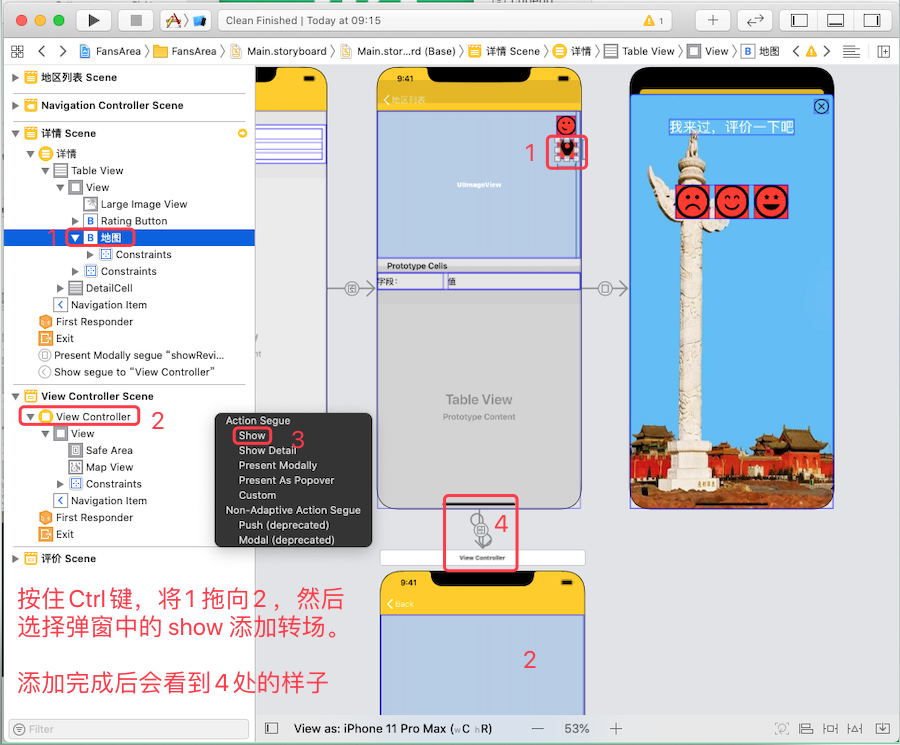 Clean Finished | Today at 09:15
1
FansArea
FansArea
Main.storyboard
Main.stor...rd (Base)
详情 Scene
详情
Table View
View
B 地图
地区列表 Scene
Navigation Controller Scene
详情 Scene
详情
Table View
View
Large Image View
B Rating Button
1
B 地图
Constraints
Constraints
DetailCell
Navigation Item
First Responder
Exit
Present Modally segue “showRevi...
Show segue to “View Controller”
View Controller Scene
View Controller
2
View
Safe Area
Map View
Constraints
Navigation Item
First Responder
Exit
评价 Scene
Action Segue
Show
3
Show Detail
Present Modally
Present As Popover
Custom
Non-Adaptive Action Segue
Push (deprecated)
Modal (deprecated)
9:41
地区列表
1
UIImageView
Prototype Cells
字段：
值
Table View
Prototype Content
4
View Controller
9:41
Back
2
我来过，评价一下吧
按住Ctrl键，将1拖向2，然后
选择弹窗中的 show 添加转场。
添加完成后会看到4处的样子
Filter
View as: iPhone 11 Pro Max (wC hR)
53%